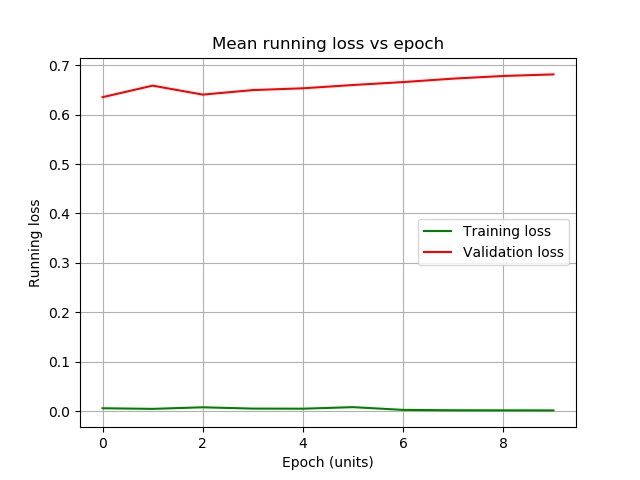 Mean running loss vs epoch
0.7
0.6
0.5
0.4
0.3
0.2
0.1
0.0
Running loss
Training loss
Validation loss
0 2 4 6 8
Epoch (units)